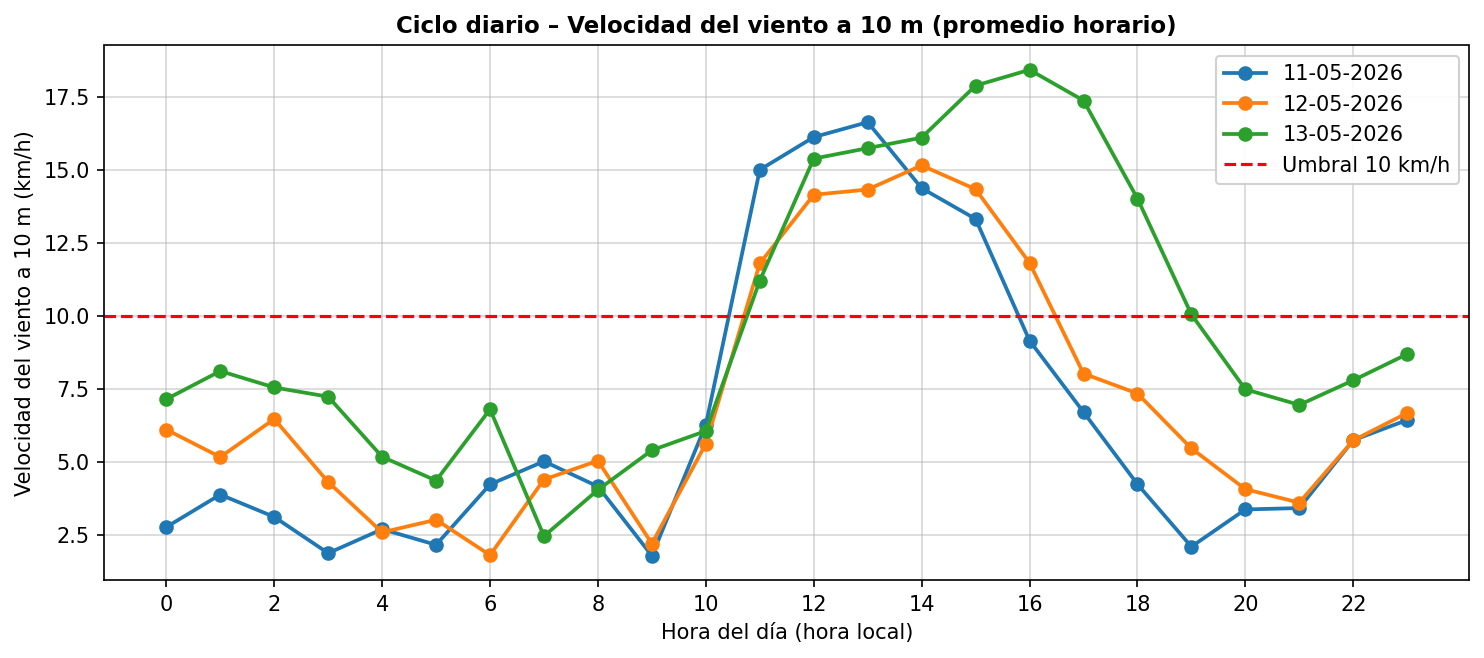 Ciclo diario – Velocidad del viento a 10 m (promedio horario)
Velocidad del viento a 10 m (km/h)
17.5
15.0
12.5
10.0
7.5
5.0
2.5
0 2 4 6 8 10 12 14 16 18 20 22
Hora del día (hora local)
11-05-2026
12-05-2026
13-05-2026
Umbral 10 km/h